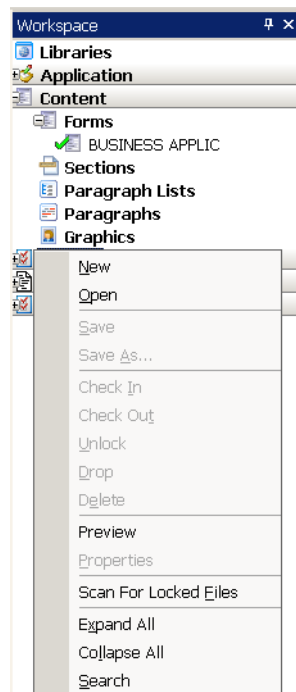 Workspace
Libraries
Application
Content
Forms
BUSINESS APPLIC
Sections
Paragraph Lists
Paragraphs
Graphics
New
Open
Save
Save As...
Check In
Check Out
Unlock
Drop
Delete
Preview
Properties
Scan For Locked Files
Expand All
Collapse All
Search